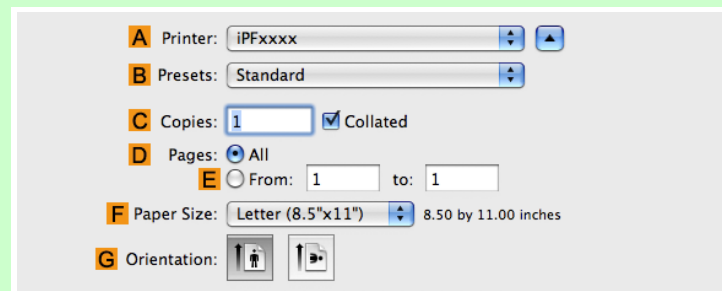 A Printer: iPFxxxx
B Presets: Standard
C Copies: 1 Collated
D Pages: All
E From: 1 to: 1
F Paper Size: Letter (8.5"x11") 8.50 by 11.00 inches
G Orientation: